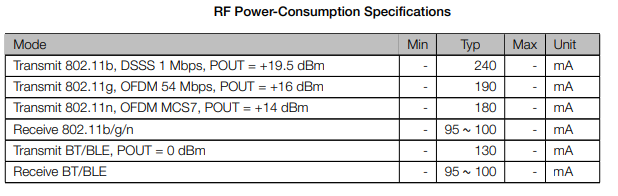 RF Power-Consumption Specifications
Mode Min Typ Max Unit
Transmit 802.11b, DSSS 1 Mbps, POUT = +19.5 dBm - 240 - mA
Transmit 802.11g, OFDM 54 Mbps, POUT = +16 dBm - 190 - mA
Transmit 802.11n, OFDM MCS7, POUT = +14 dBm - 180 - mA
Receive 802.11b/g/n - 95 ~ 100 - mA
Transmit BT/BLE, POUT = 0 dBm - 130 - mA
Receive BT/BLE - 95 ~ 100 - mA